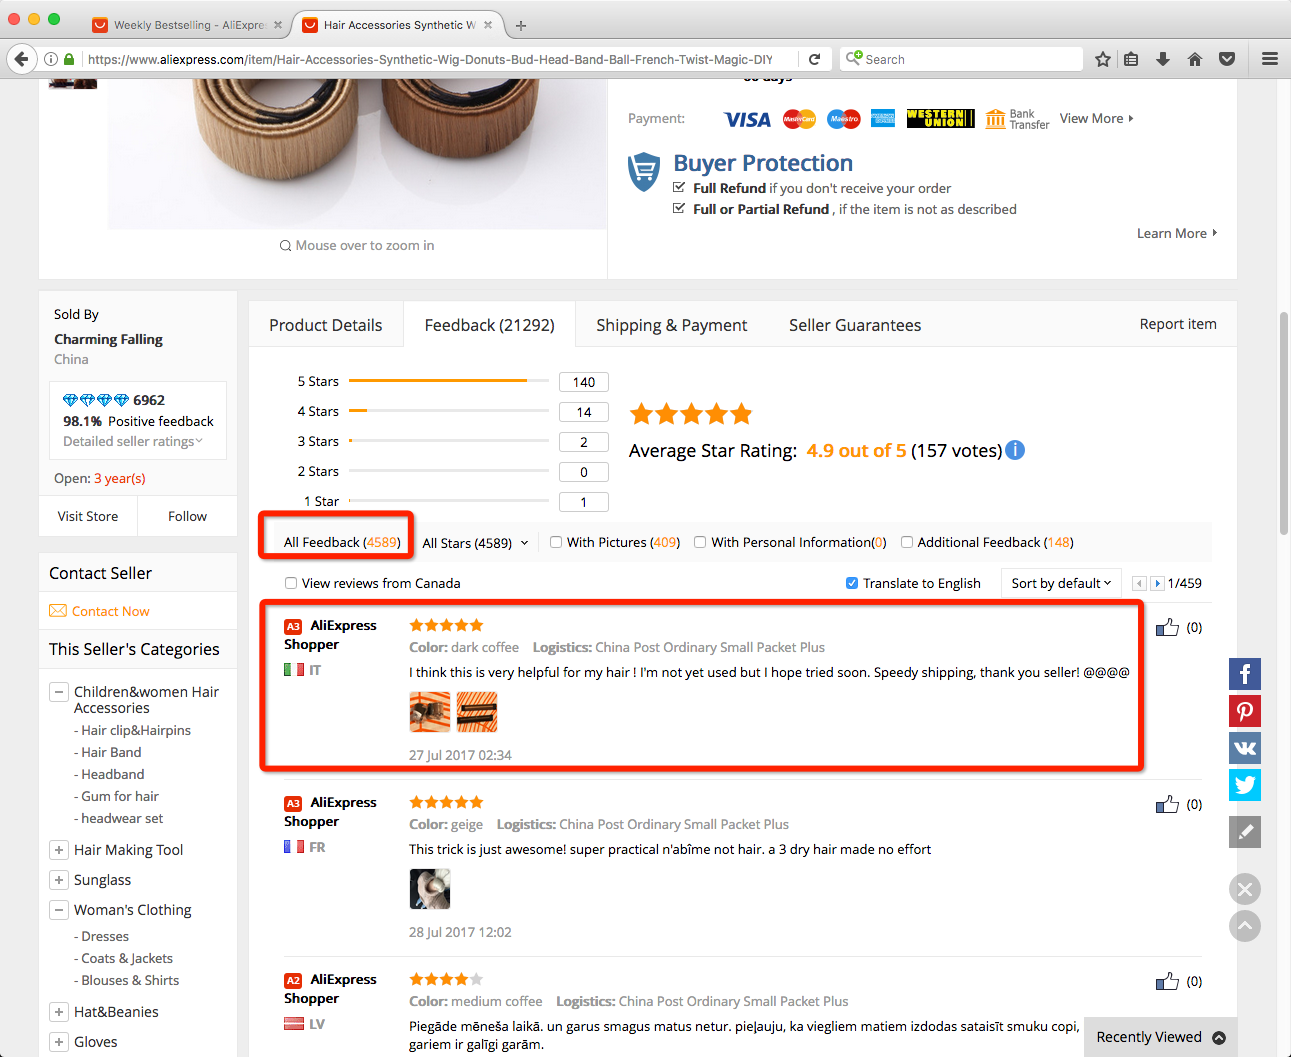 Weekly Bestselling - AliExpre
Hair Accessories Synthetic W
https://www.aliexpress.com/item/Hair-Accessories-Synthetic-Wig-Donuts-Bud-Head-Band-Ball-French-Twist-Magic-DIY
Search
60 days
Payment:
VISA
MasterCard
Maestro
WESTERN UNION
Bank Transfer
View More
Buyer Protection
Full Refund if you don't receive your order
Full or Partial Refund , if the item is not as described
Learn More
Mouse over to zoom in
Sold By
Charming Falling
China
6962
98.1% Positive feedback
Detailed seller ratings
Open: 3 year(s)
Visit Store
Follow
Contact Seller
Contact Now
This Seller's Categories
Children&women Hair
Accessories
- Hair clip&Hairpins
- Hair Band
- Headband
- Gum for hair
- headwear set
Hair Making Tool
Sunglass
Woman's Clothing
- Dresses
- Coats & Jackets
- Blouses & Shirts
Hat&Beanies
Gloves
Product Details
Feedback (21292)
Shipping & Payment
Seller Guarantees
Report item
5 Stars 140
4 Stars 14
3 Stars 2
2 Stars 0
1 Star 1
Average Star Rating: 4.9 out of 5 (157 votes)
All Feedback (4589)
All Stars (4589)
With Pictures (409)
With Personal Information(0)
Additional Feedback (148)
View reviews from Canada
Translate to English
Sort by default
1/459
A3 AliExpress
Shopper
IT
Color: dark coffee Logistics: China Post Ordinary Small Packet Plus
I think this is very helpful for my hair ! I'm not yet used but I hope tried soon. Speedy shipping, thank you seller! @@@@
27 Jul 2017 02:34
(0)
A3 AliExpress
Shopper
FR
Color: geige Logistics: China Post Ordinary Small Packet Plus
This trick is just awesome! super practical n'abîme not hair. a 3 dry hair made no effort
28 Jul 2017 12:02
(0)
A2 AliExpress
Shopper
LV
Color: medium coffee Logistics: China Post Ordinary Small Packet Plus
Piegāde mēneša laikā. un garus smagus matus netur. pieļauju, ka viegliem matiem izdodas sataisīt smuku copi,
gariem ir galīgi garām.
(0)
Recently Viewed